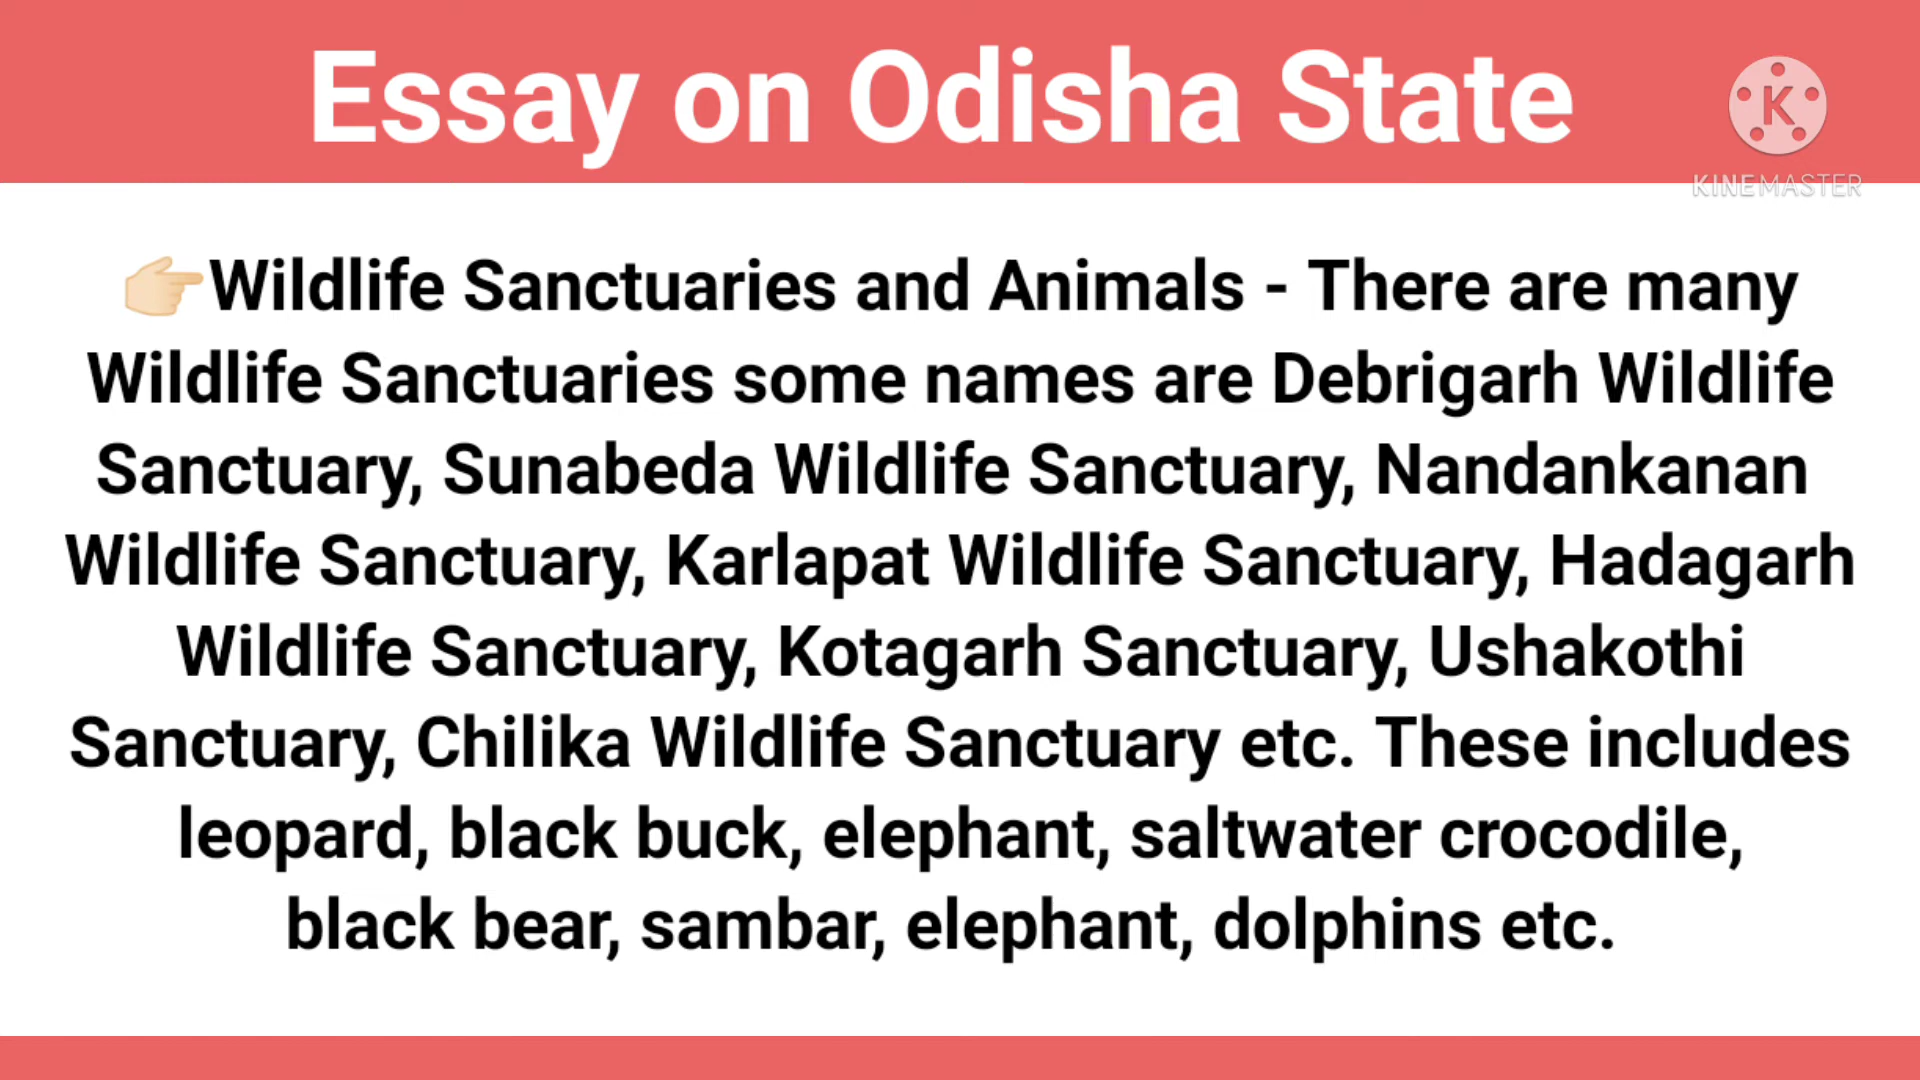 Essay on Odisha State
K
KINEMASTER
👉🏻Wildlife Sanctuaries and Animals - There are many
Wildlife Sanctuaries some names are Debrigarh Wildlife
Sanctuary, Sunabeda Wildlife Sanctuary, Nandankanan
Wildlife Sanctuary, Karlapat Wildlife Sanctuary, Hadagarh
Wildlife Sanctuary, Kotagarh Sanctuary, Ushakothi
Sanctuary, Chilika Wildlife Sanctuary etc. These includes
leopard, black buck, elephant, saltwater crocodile,
black bear, sambar, elephant, dolphins etc.